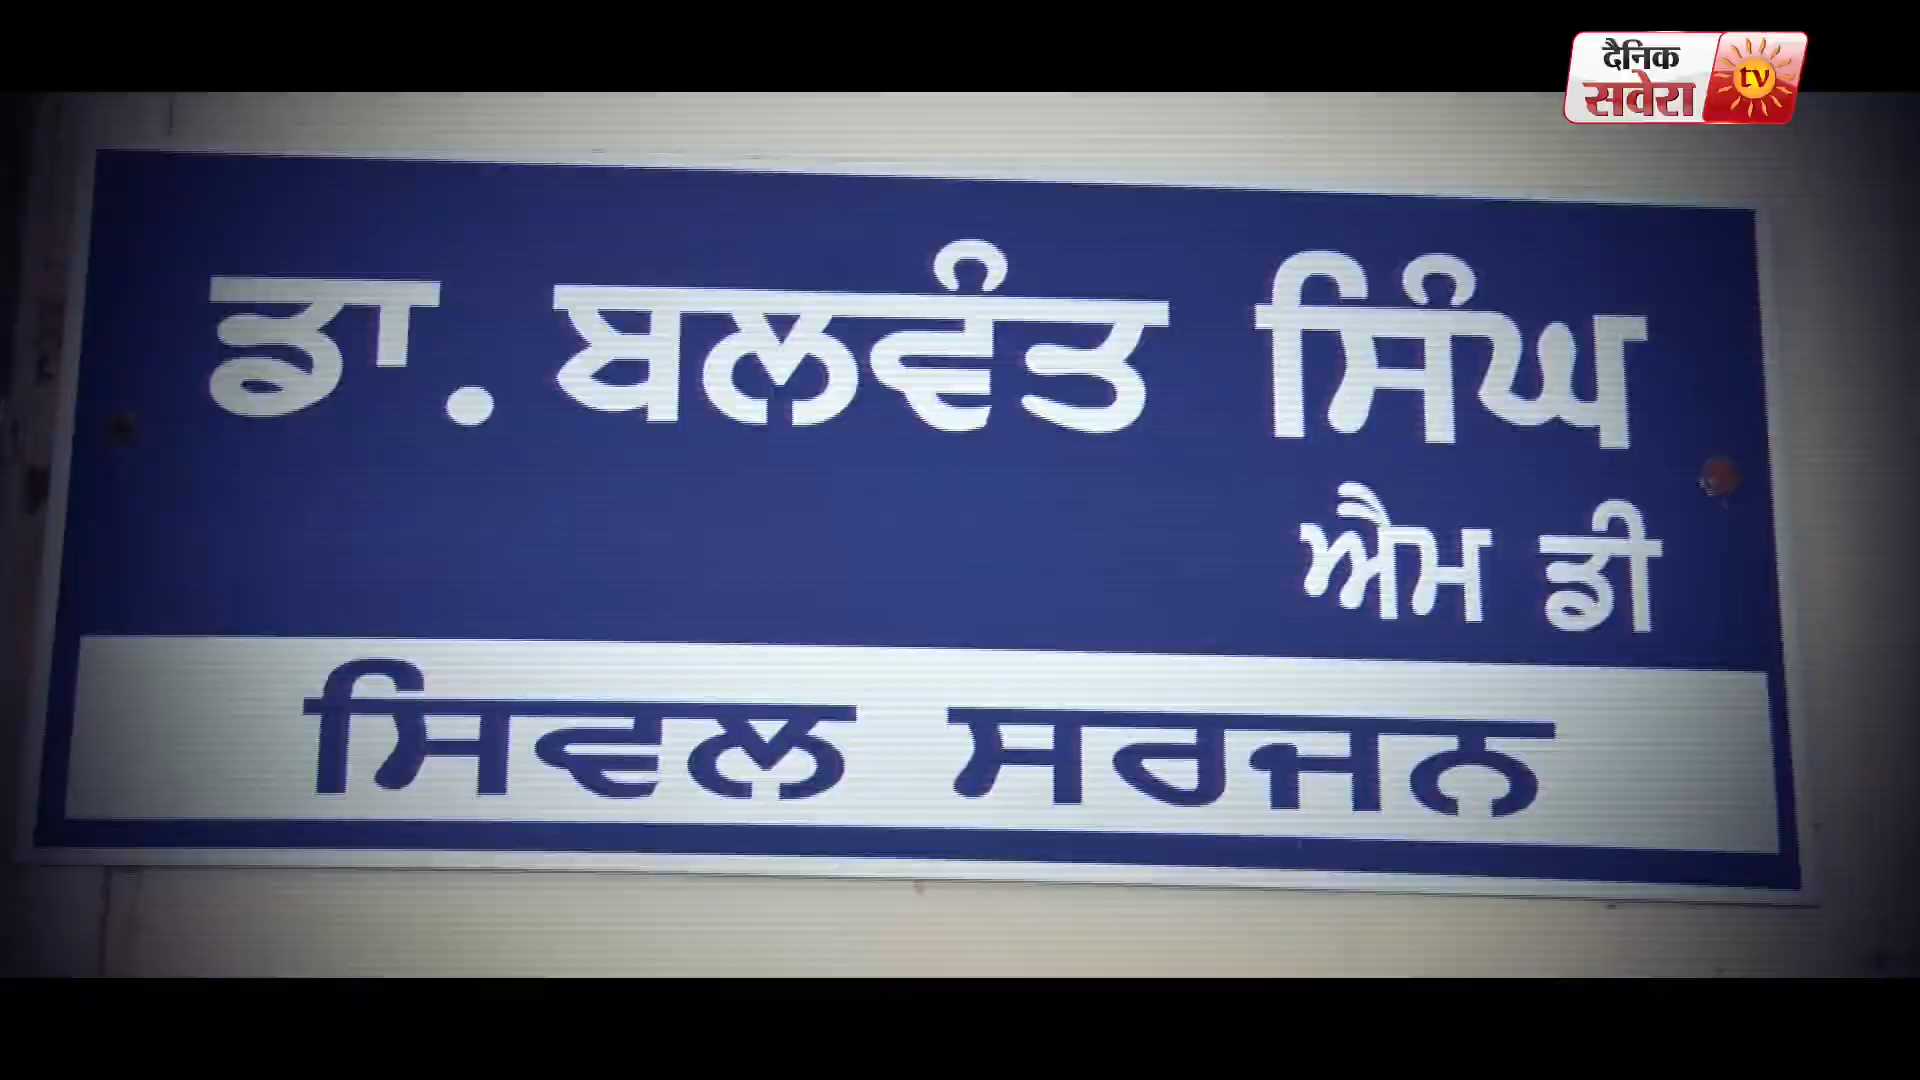 दैनिक
सवेरा tv
ਡਾ. ਬਲਵੰਤ ਸਿੰਘ
ਐਮ ਡੀ
ਸਿਵਲ ਸਰਜਨ